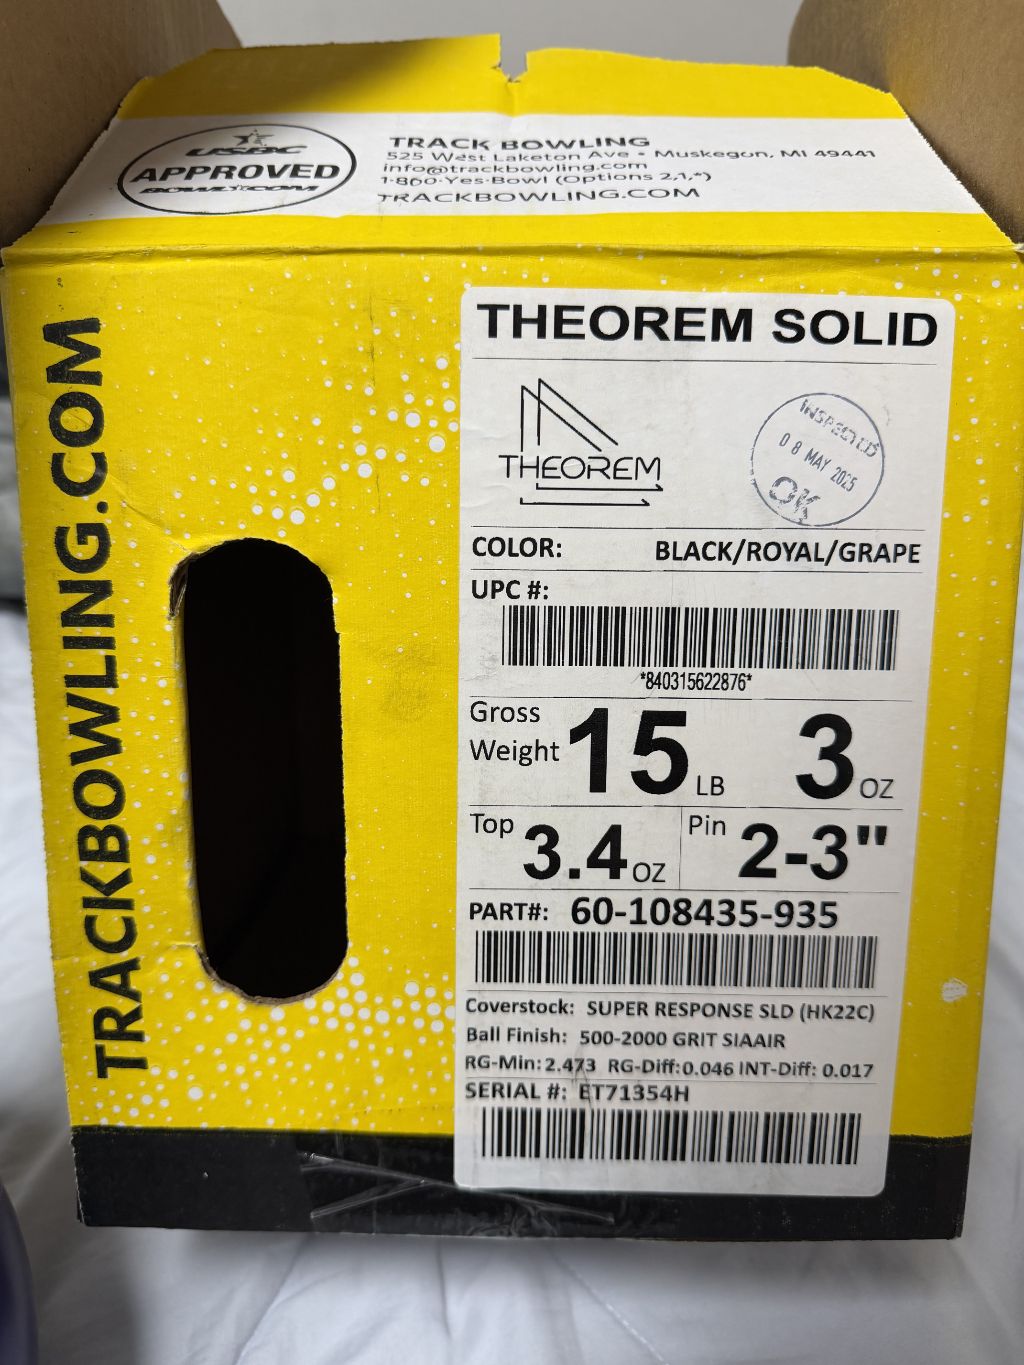 USBC
APPROVED
BOWL.COM
TRACK BOWLING
525 West Laketon Ave • Muskegon, MI 49441
info@trackbowling.com
1-800-Yes-Bowl (Options 2,1,*)
TRACKBOWLING.COM
TRACKBOWLING.COM
THEOREM SOLID
THEOREM
INSPECTED
08 MAY 2025
OK
COLOR: BLACK/ROYAL/GRAPE
UPC #:
*840315622876*
Gross Weight 15 LB 3 OZ
Top 3.4 OZ Pin 2-3"
PART#: 60-108435-935
Coverstock: SUPER RESPONSE SLD (HK22C)
Ball Finish: 500-2000 GRIT SIAAIR
RG-Min: 2.473 RG-Diff: 0.046 INT-Diff: 0.017
SERIAL #: ET71354H